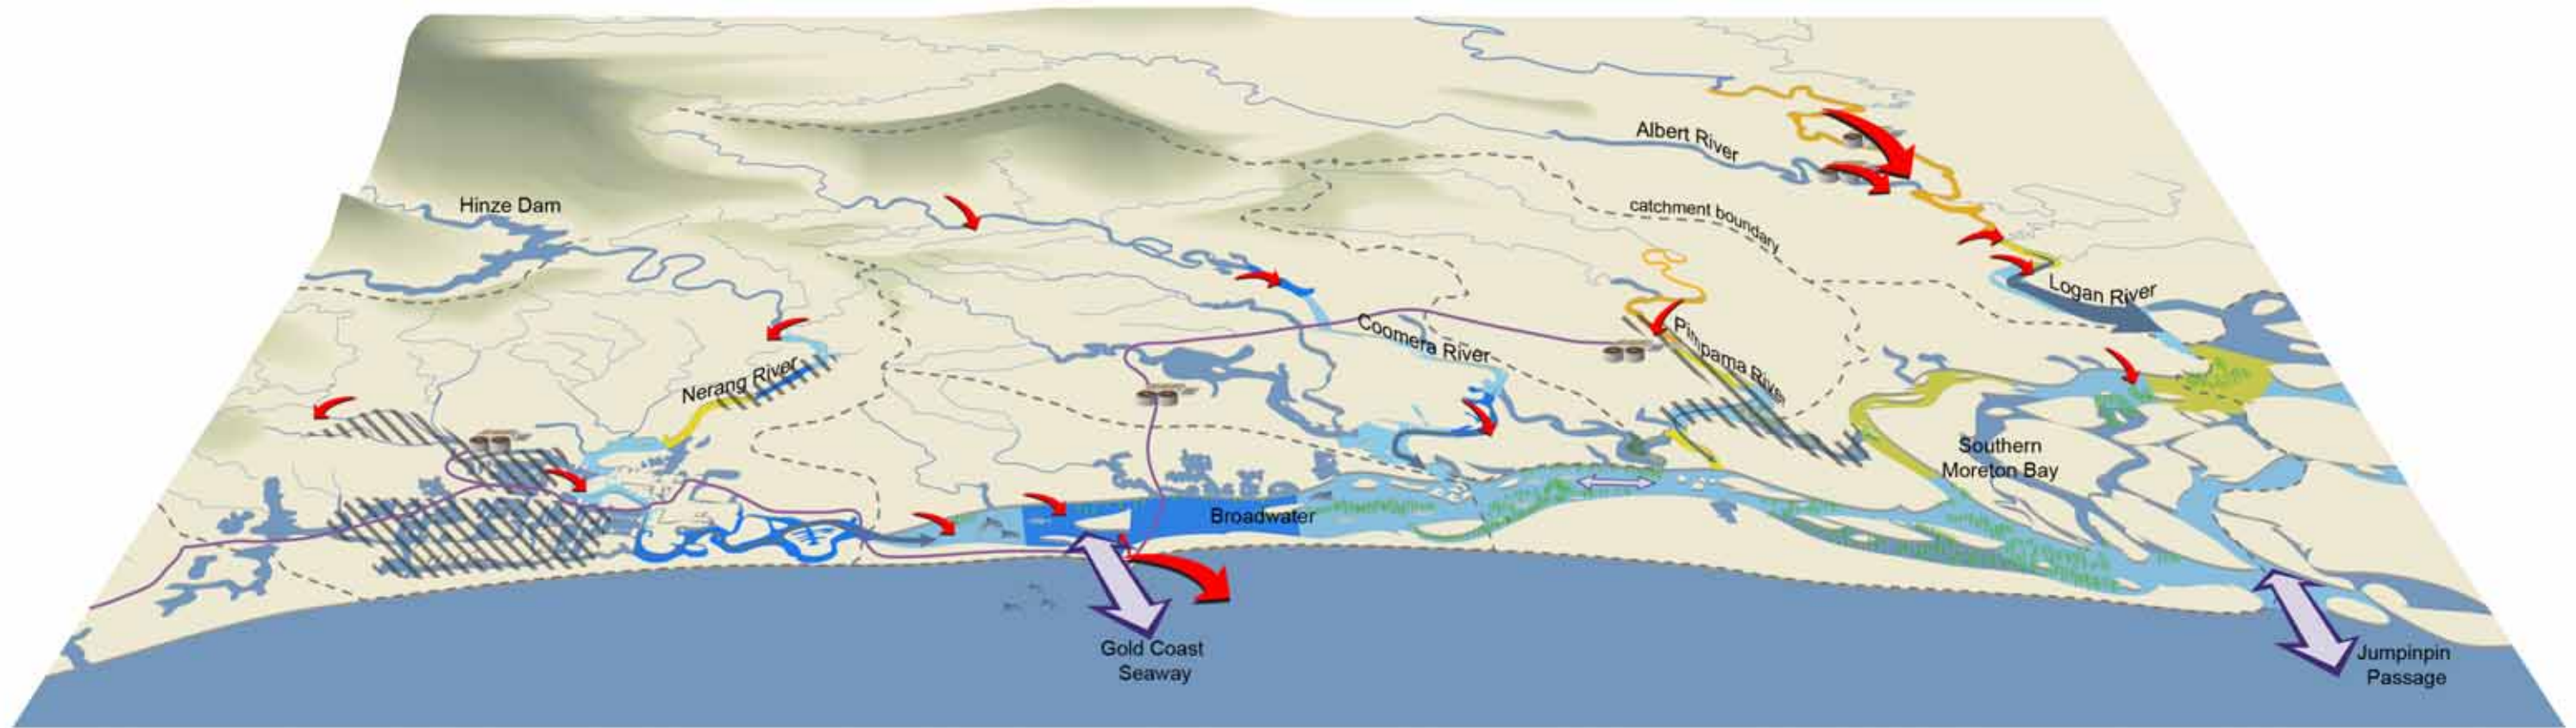 Albert River
Hinze Dam
catchment boundary
Logan River
Coomera River
Pimpama River
Nerang River
Southern
Moreton Bay
Broadwater
Gold Coast
Seaway
Jumpinpin
Passage